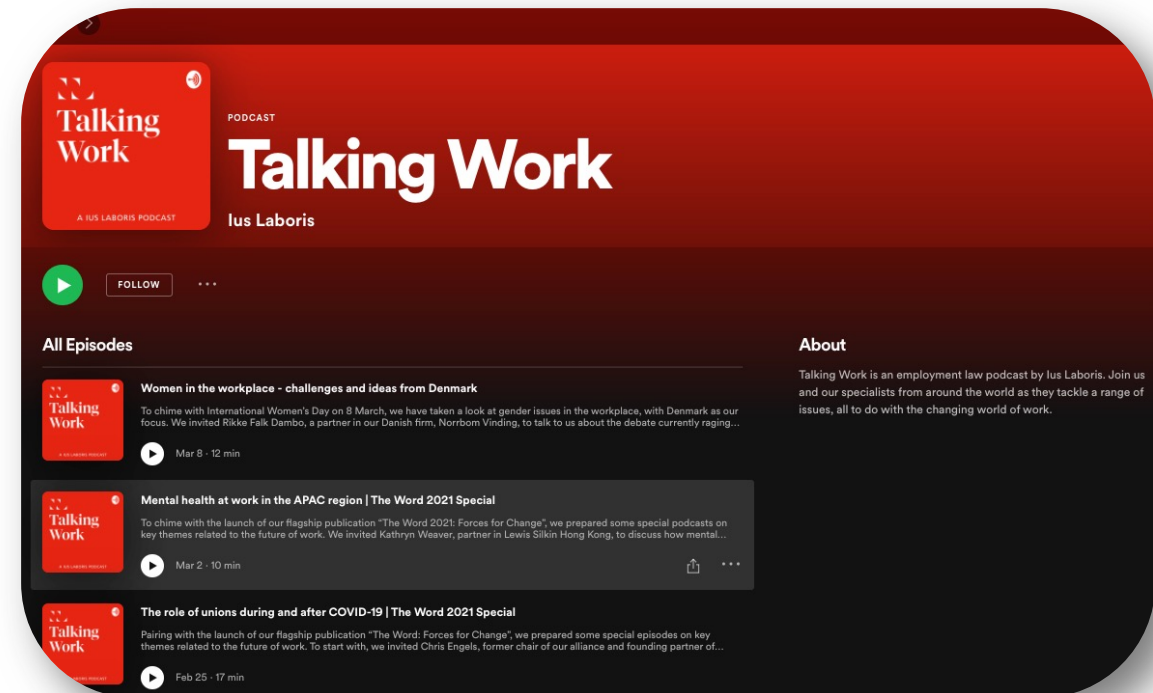 Talking
Work
A IUS LABORIS PODCAST
PODCAST
Talking Work
Ius Laboris
FOLLOW
All Episodes
Talking
Work
A IUS LABORIS PODCAST
Women in the workplace - challenges and ideas from Denmark
To chime with International Women's Day on 8 March, we have taken a look at gender issues in the workplace, with Denmark as our
focus. We invited Rikke Falk Dambo, a partner in our Danish firm, Norrbom Vinding, to talk to us about the debate currently raging...
Mar 8 · 12 min
Talking
Work
A IUS LABORIS PODCAST
Mental health at work in the APAC region | The Word 2021 Special
To chime with the launch of our flagship publication “The Word 2021: Forces for Change”, we prepared some special podcasts on
key themes related to the future of work. We invited Kathryn Weaver, partner in Lewis Silkin Hong Kong, to discuss how mental...
Mar 2 · 10 min
Talking
Work
A IUS LABORIS PODCAST
The role of unions during and after COVID-19 | The Word 2021 Special
Pairing with the launch of our flagship publication “The Word: Forces for Change”, we prepared some special episodes on key
themes related to the future of work. To start with, we invited Chris Engels, former chair of our alliance and founding partner of...
Feb 25 · 17 min
About
Talking Work is an employment law podcast by Ius Laboris. Join us
and our specialists from around the world as they tackle a range of
issues, all to do with the changing world of work.